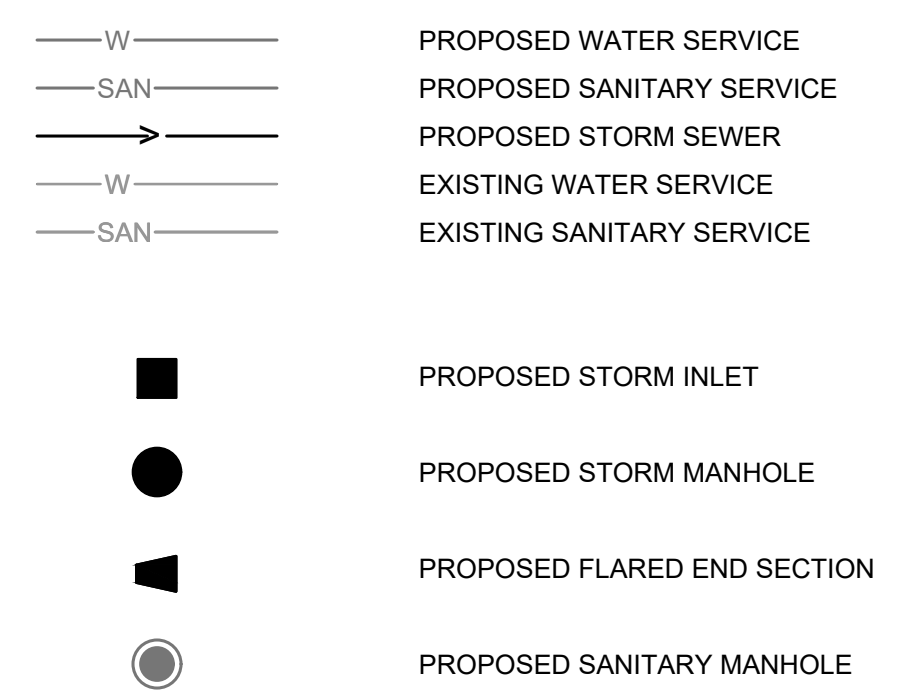 W PROPOSED WATER SERVICE
SAN PROPOSED SANITARY SERVICE
> PROPOSED STORM SEWER
W EXISTING WATER SERVICE
SAN EXISTING SANITARY SERVICE
PROPOSED STORM INLET
PROPOSED STORM MANHOLE
PROPOSED FLARED END SECTION
PROPOSED SANITARY MANHOLE